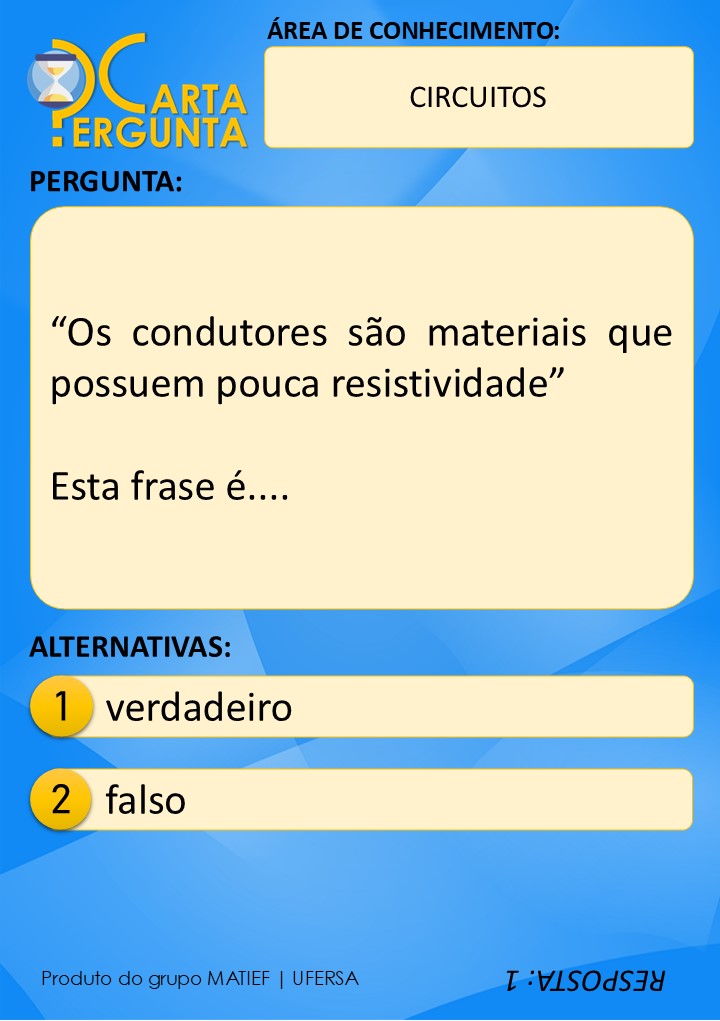 ÁREA DE CONHECIMENTO:
CARTA
PERGUNTA
CIRCUITOS
PERGUNTA:
“Os condutores são materiais que
possuem pouca resistividade”
Esta frase é....
ALTERNATIVAS:
1 verdadeiro
2 falso
Produto do grupo MATIEF | UFERSA
RESPOSTA: 1